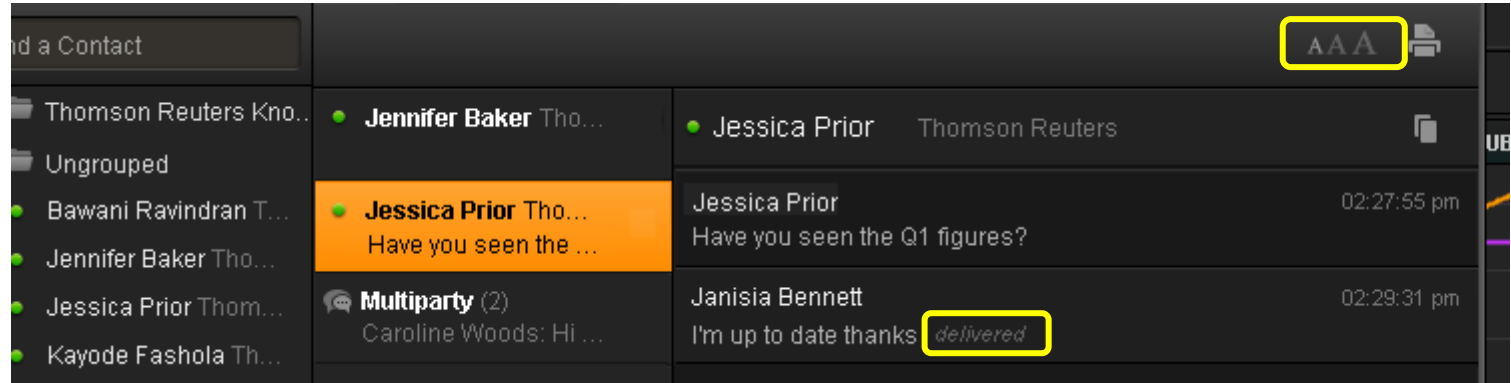 nd a Contact
A A A
Thomson Reuters Kno..
Ungrouped
Bawani Ravindran T...
Jennifer Baker Tho...
Jessica Prior Thom...
Kayode Fashola Th...
Jennifer Baker Tho...
Jessica Prior Tho...
Have you seen the ...
Multiparty (2)
Caroline Woods: Hi ...
Jessica Prior Thomson Reuters
Jessica Prior 02:27:55 pm
Have you seen the Q1 figures?
Janisia Bennett 02:29:31 pm
I'm up to date thanks delivered
UB